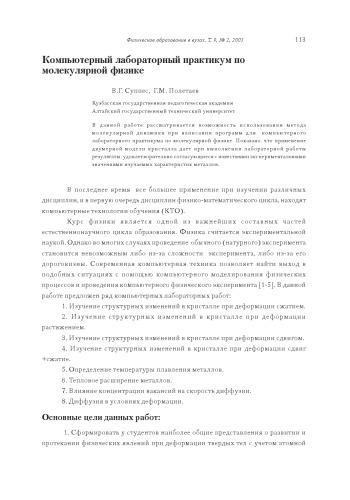 Физическое образование в вузах, Т. 9, № 2, 2003
113
Компьютерный лабораторный практикум по
молекулярной физике
В.Г. Суппес, Г.М. Полетаев
Кузбасская государственная педагогическая академия
Алтайский государственный технический университет
В данной работе рассматривается возможность использования метода
молекулярной динамики при написании программ для компьютерного
лабораторного практикума по молекулярной физике. Показано, что применение
двумерной модели кристалла дает при выполнении лабораторной работы
результаты, удовлетворительно согласующиеся с известными экспериментальными
значениями изучаемых характеристик металлов.
В последнее время все большее применение при изучении различных
дисциплин, и в первую очередь дисциплин физико-математического цикла, находят
компьютерные технологии обучения (КТО).
Курс физики является одной из важнейших составных частей
естественнонаучного цикла образования. Физика считается экспериментальной
наукой. Однако во многих случаях проведение обычного (натурного) эксперимента
становится невозможным либо из-за сложности эксперимента, либо из-за его
дороговизны. Современная компьютерная техника позволяет найти выход в
подобных ситуациях с помощью компьютерного моделирования физических
процессов и проведения компьютерного физического эксперимента [1-5]. В данной
работе предложен ряд компьютерных лабораторных работ:
1. Изучение структурных изменений в кристалле при деформации сжатием.
2. Изучение структурных изменений в кристалле при деформации
растяжением.
3. Изучение структурных изменений в кристалле при деформации сдвигом.
4. Изучение структурных изменений в кристалле при деформации сдвиг
+сжатие.
5. Определение температуры плавления металлов.
6. Тепловое расширение металлов.
7. Влияние концентрации вакансий на скорость диффузии.
8. Диффузия в условиях деформации.
Основные цели данных работ:
1. Сформировать у студентов наиболее общие представления о развитии и
протекании физических явлений при деформации твердых тел с учетом атомной